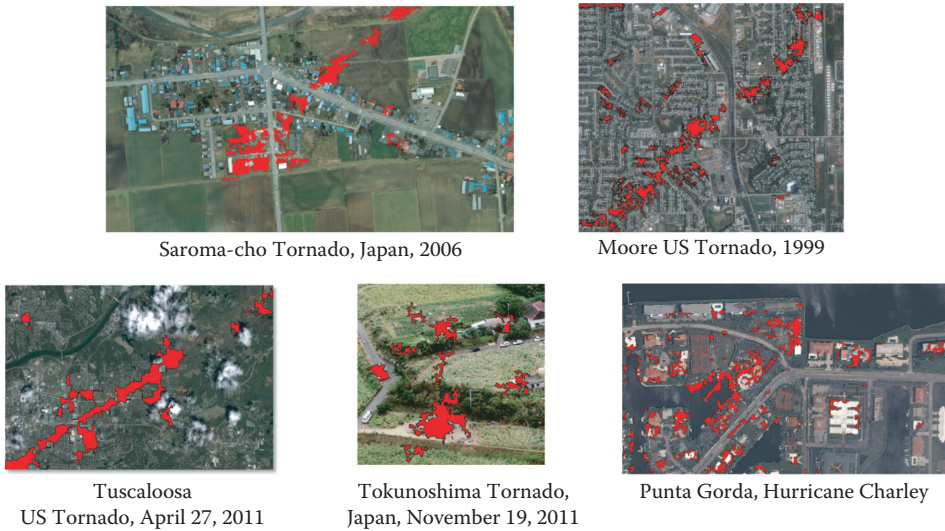 Saroma-cho Tornado, Japan, 2006
Moore US Tornado, 1999
Tuscaloosa
US Tornado, April 27, 2011
Tokunoshima Tornado,
Japan, November 19, 2011
Punta Gorda, Hurricane Charley